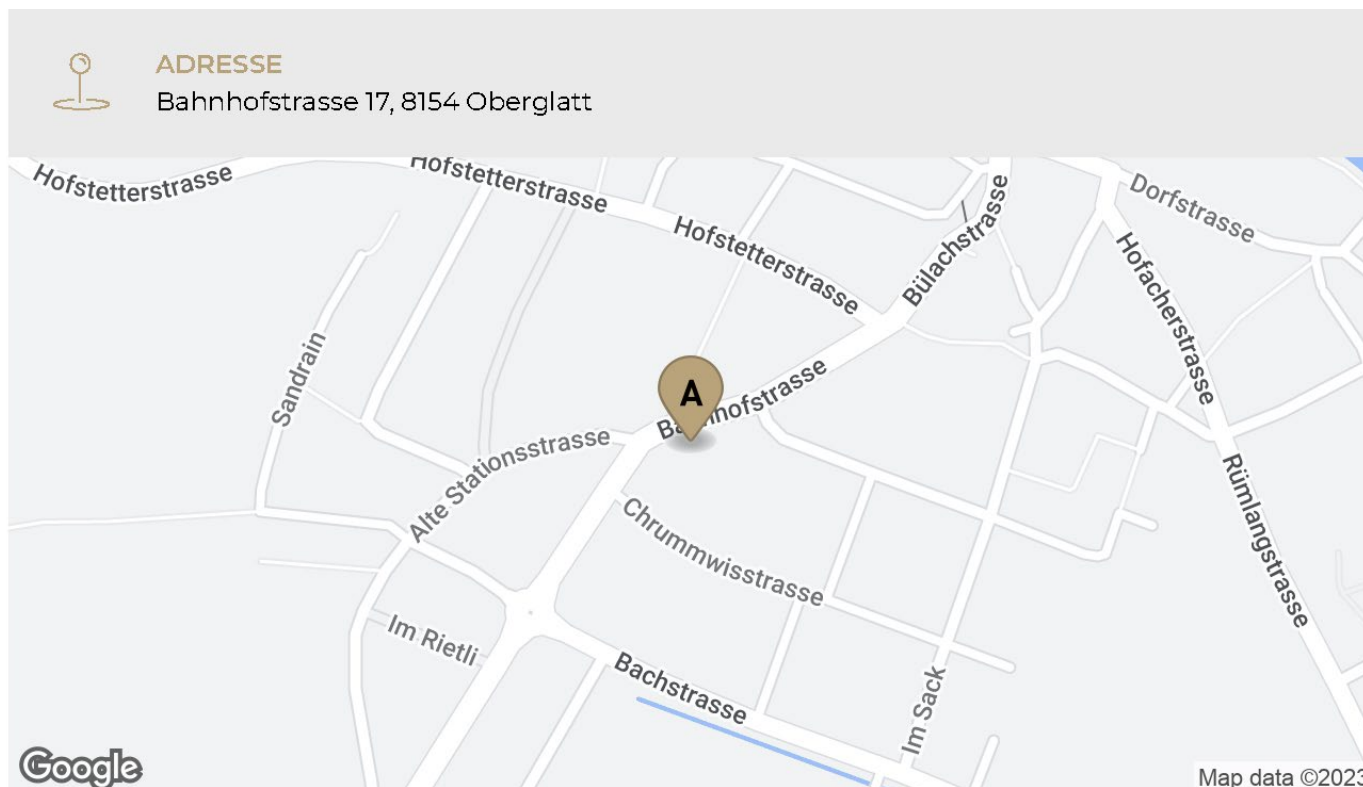 ADRESSE
Bahnhofstrasse 17, 8154 Oberglatt
Hofstetterstrasse
Hofstetterstrasse
Hofstetterstrasse
Bülachstrasse
Dorfstrasse
Hofacherstrasse
Sandrain
A
Bahnhofstrasse
Alte Stationsstrasse
Chrummwisstrasse
Rümlangstrasse
Im Rietli
Bachstrasse
Im Sack
Google
Map data ©2023